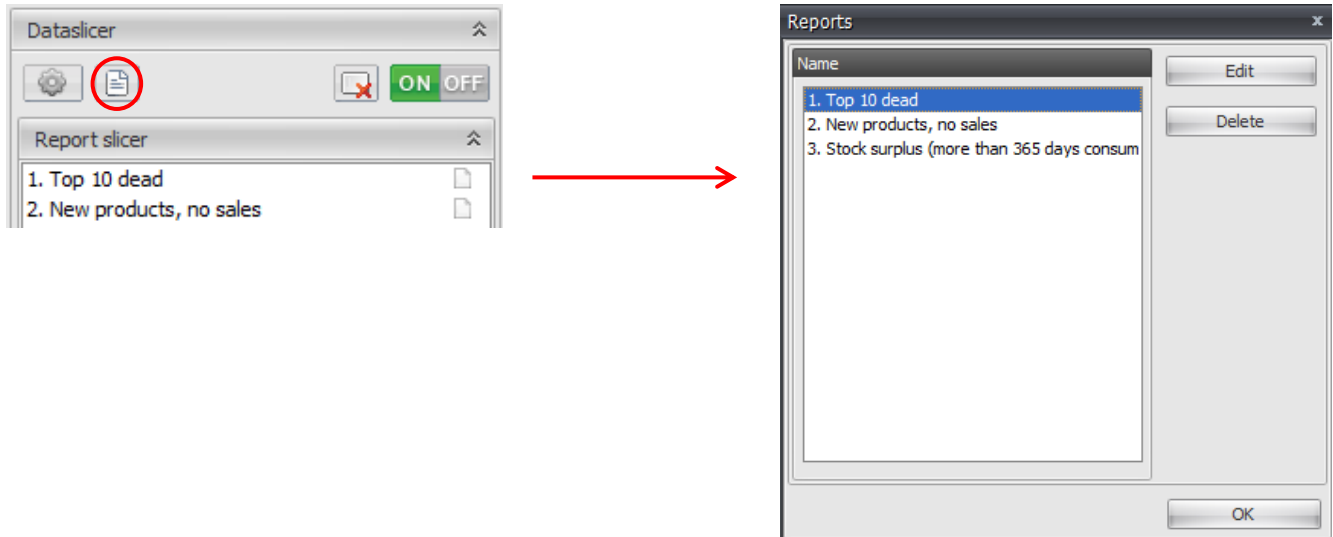 Dataslicer
ON OFF
Report slicer
1. Top 10 dead
2. New products, no sales
Reports
x
Name
1. Top 10 dead
2. New products, no sales
3. Stock surplus (more than 365 days consum
Edit
Delete
OK